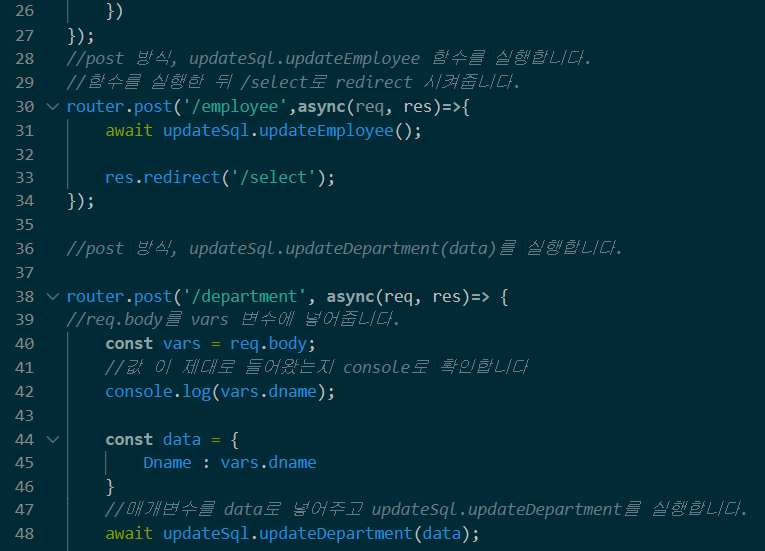 26 })
27 });
28 //post 방식, updateSql.updateEmployee 함수를 실행합니다.
29 //함수를 실행한 뒤 /select로 redirect 시켜줍니다.
30 router.post('/employee',async(req, res)=>{
31 await updateSql.updateEmployee();
32
33 res.redirect('/select');
34 });
35
36 //post 방식, updateSql.updateDepartment(data)를 실행합니다.
37
38 router.post('/department', async(req, res)=> {
39 //req.body를 vars 변수에 넣어줍니다.
40 const vars = req.body;
41 //값 이 제대로 들어왔는지 console로 확인합니다
42 console.log(vars.dname);
43
44 const data = {
45 Dname : vars.dname
46 }
47 //매개변수를 data로 넣어주고 updateSql.updateDepartment를 실행합니다.
48 await updateSql.updateDepartment(data);